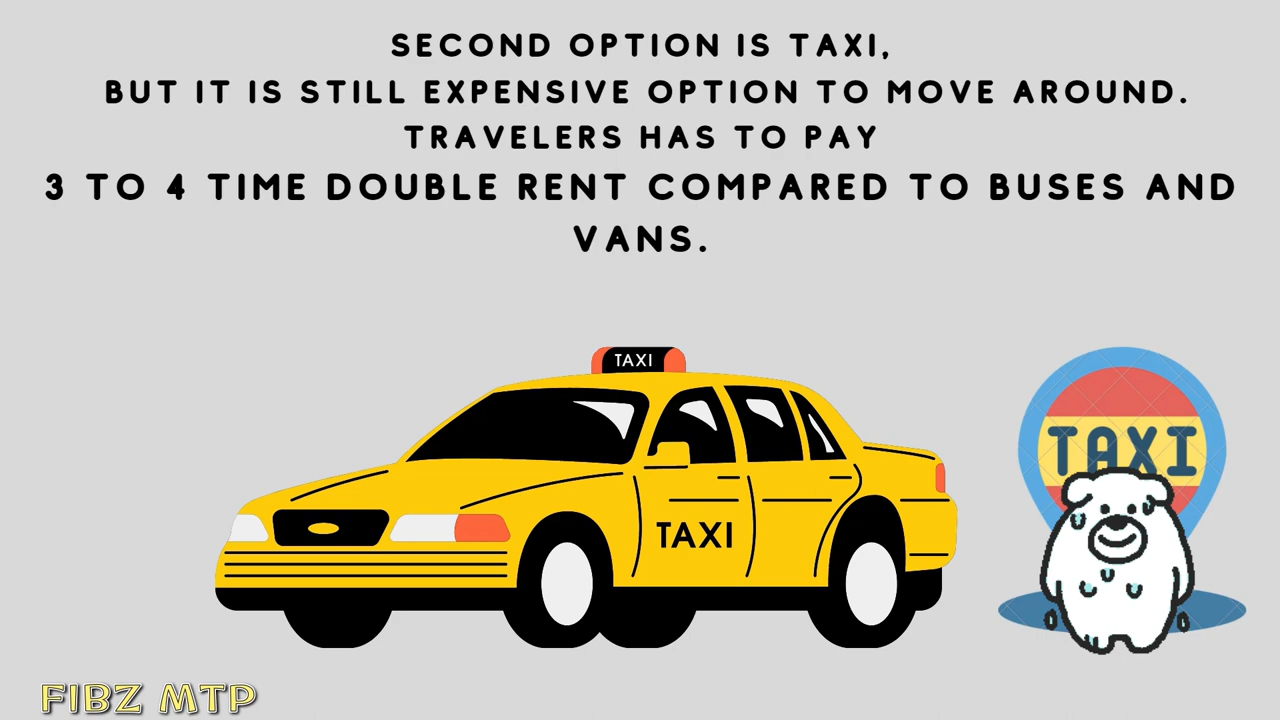 SECOND OPTION IS TAXI,
BUT IT IS STILL EXPENSIVE OPTION TO MOVE AROUND.
TRAVELERS HAS TO PAY
3 TO 4 TIME DOUBLE RENT COMPARED TO BUSES AND
VANS.
TAXI
TAXI
TAXI
FIBZ MTP